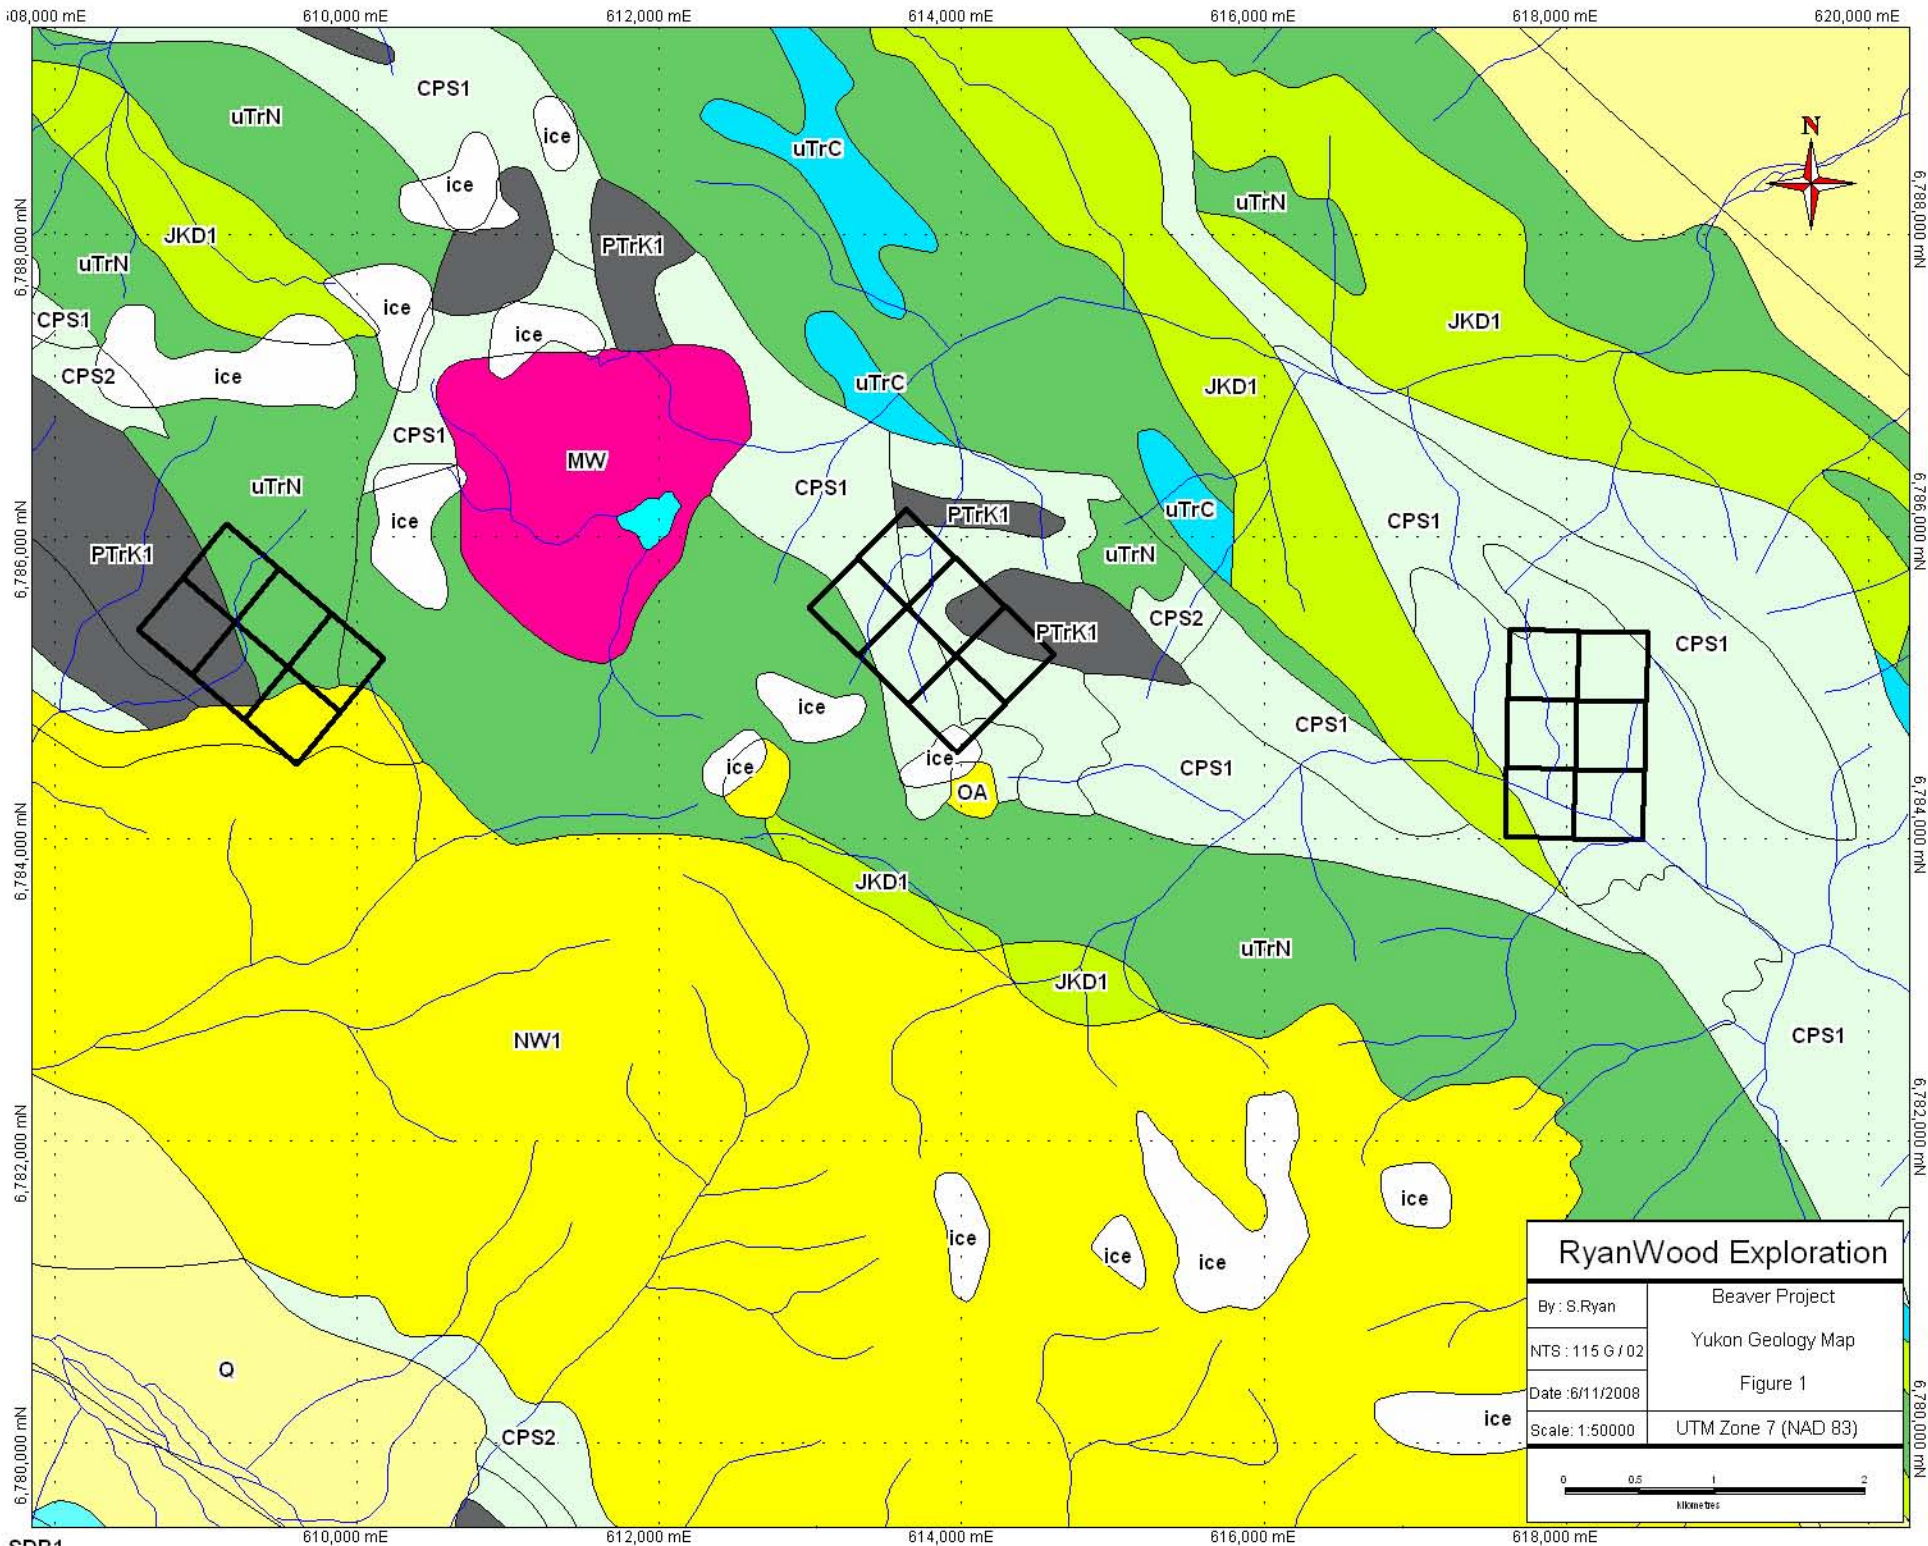 608,000 mE 610,000 mE 612,000 mE 614,000 mE 616,000 mE 618,000 mE 620,000 mE
CPS1
uTrN
ice
uTrC
N
ice
uTrN
6,788,000 mN
6,788,000 mN
JKD1
PTrK1
uTrN
ice
CPS1
ice
JKD1
CPS2
ice
uTrC
JKD1
CPS1
MW
uTrN
CPS1
6,786,000 mN
6,786,000 mN
ice
PTrK1
uTrC
CPS1
PTrK1
uTrN
CPS2
PTrK1
CPS1
ice
CPS1
ice
ice
CPS1
OA
6,784,000 mN
6,784,000 mN
JKD1
uTrN
JKD1
NW1
CPS1
6,782,000 mN
6,782,000 mN
ice
ice
ice
ice
RyanWood Exploration
By : S.Ryan
Beaver Project
NTS : 115 G / 02
Yukon Geology Map
Date :6/11/2008
Figure 1
Scale: 1:50000
UTM Zone 7 (NAD 83)
0 0.5 1 2
kilometres
Q
ice
CPS2
6,780,000 mN
6,780,000 mN
610,000 mE 612,000 mE 614,000 mE 616,000 mE 618,000 mE